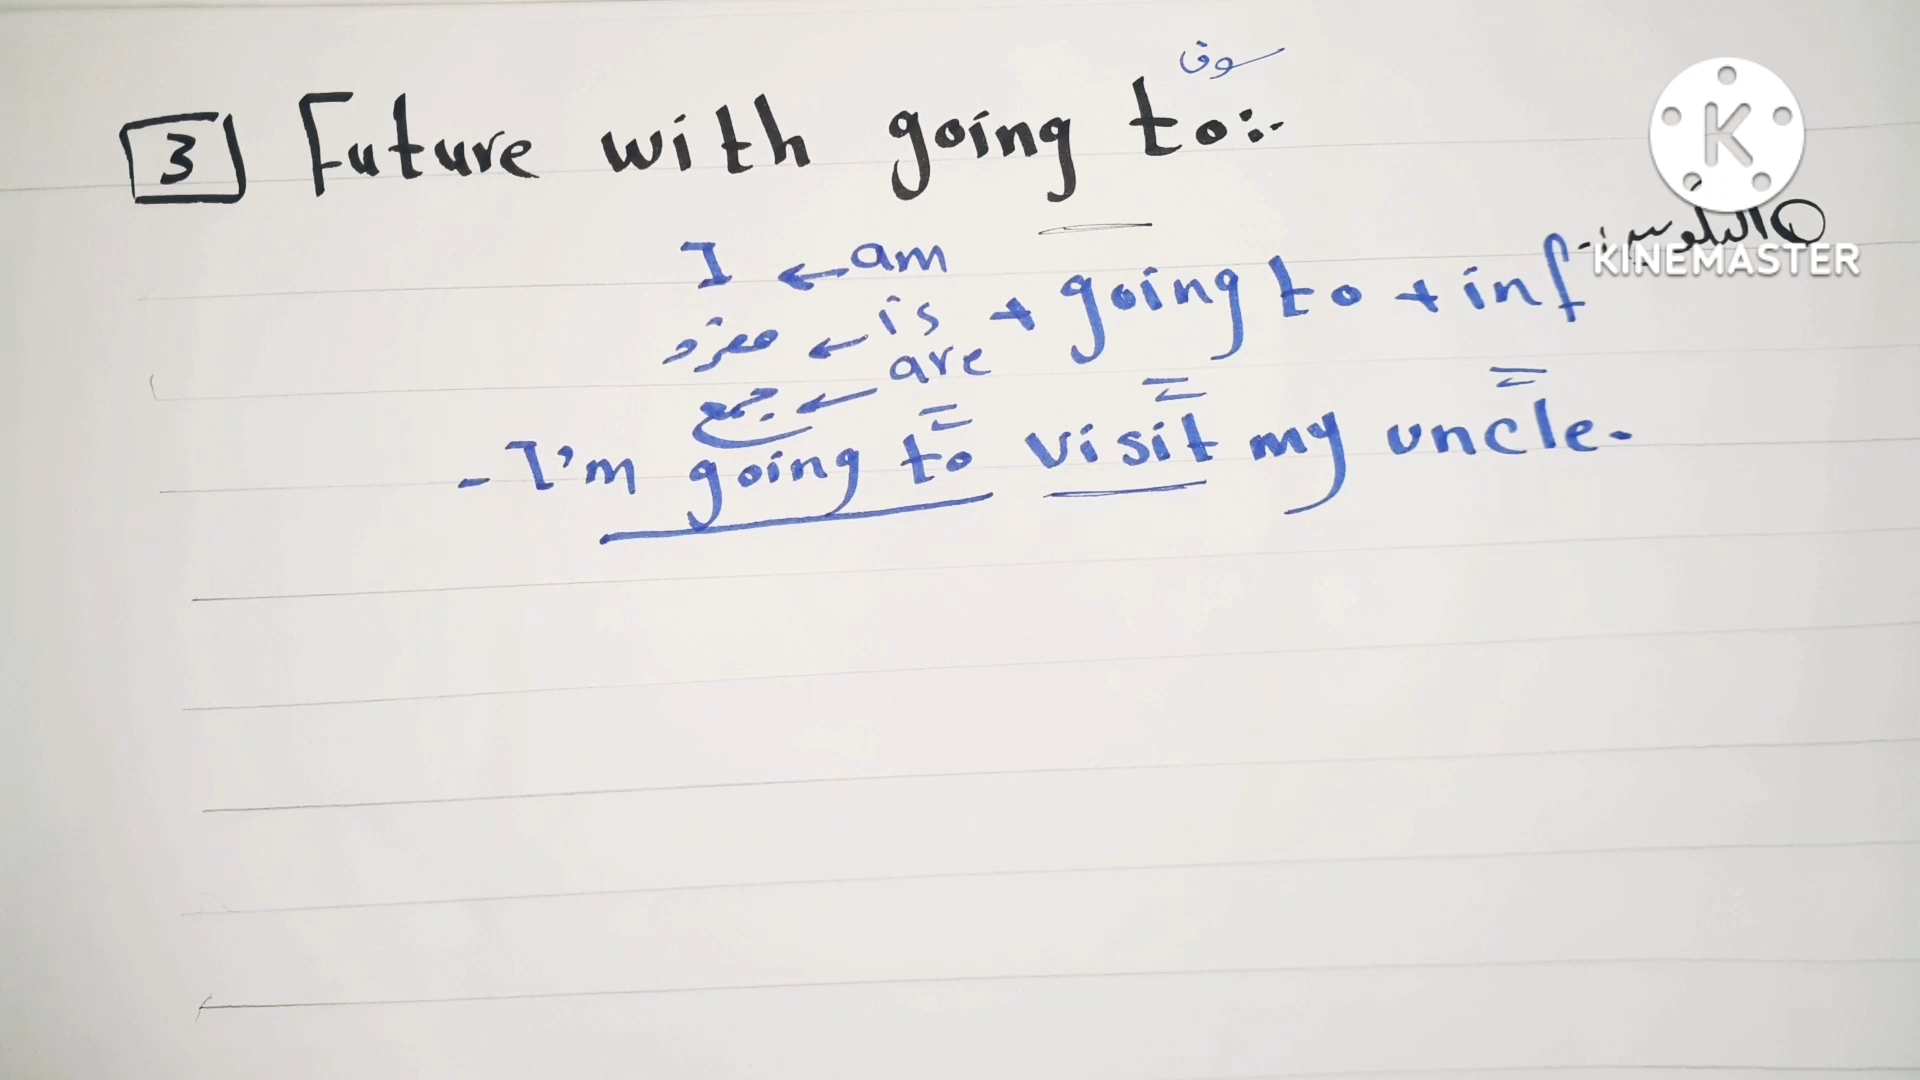 سوف
3 Future with going to:-
K
KINEMASTER
I ← am
مفرد ← is + going to + inf
جمع ← are
- I'm going to visit my uncle.